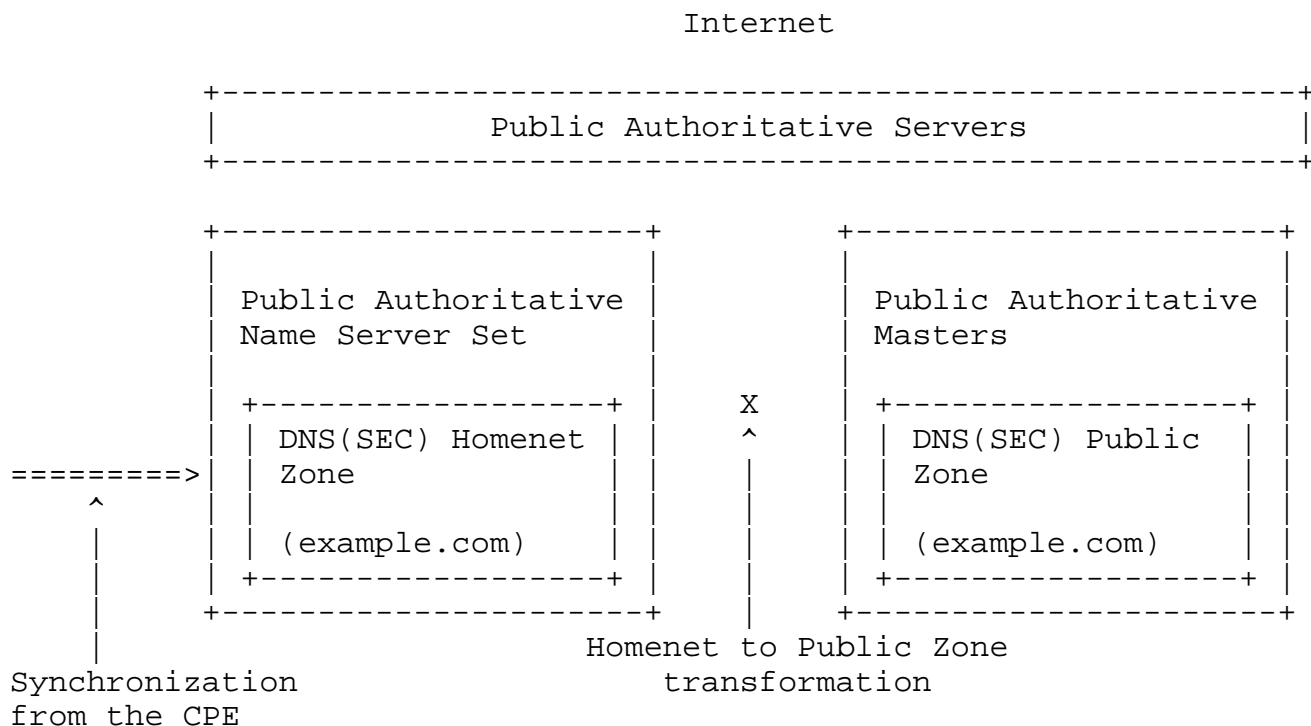 Internet
Public Authoritative Servers
Public Authoritative Name Server Set
Public Authoritative Masters
X
DNS(SEC) Homenet Zone
(example.com)
DNS(SEC) Public Zone
(example.com)
=========>
Homenet to Public Zone
transformation
Synchronization
from the CPE